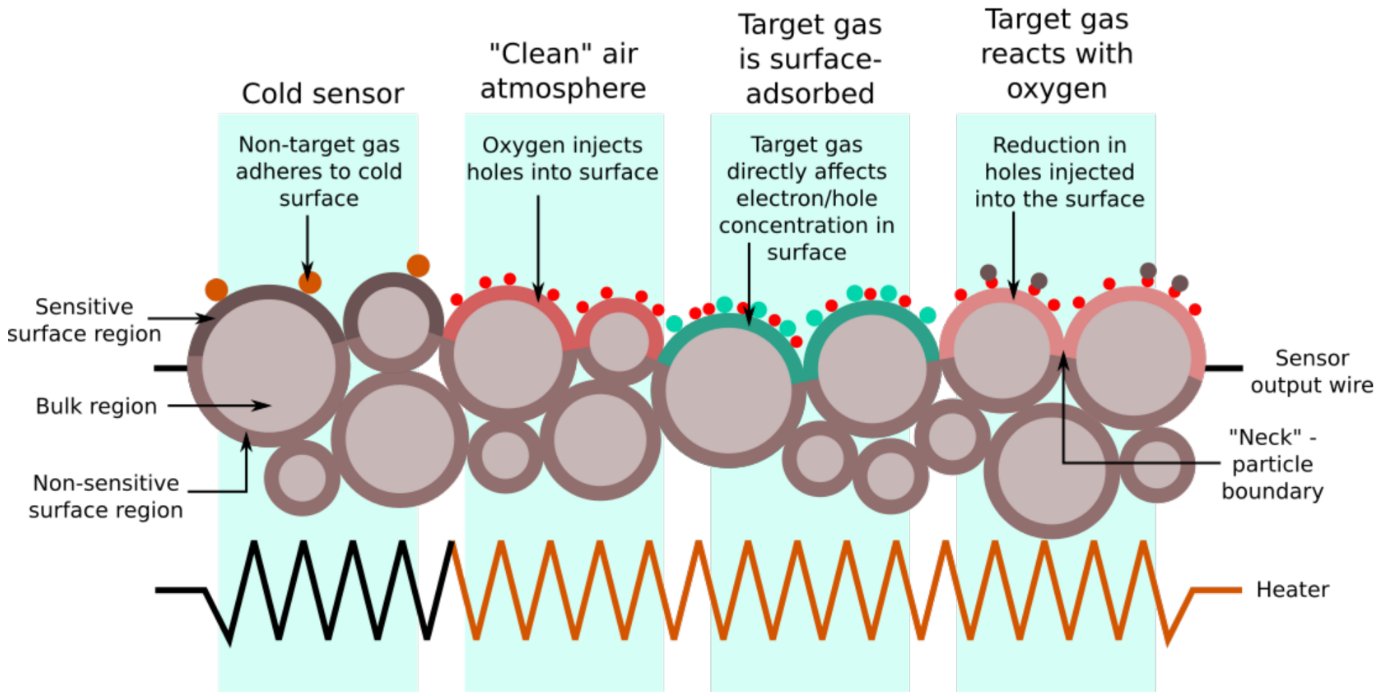 Cold sensor
"Clean" air
atmosphere
Target gas
is surface-
adsorbed
Target gas
reacts with
oxygen
Non-target gas
adheres to cold
surface
Oxygen injects
holes into surface
Target gas
directly affects
electron/hole
concentration in
surface
Reduction in
holes injected
into the surface
Sensitive
surface region
Bulk region
Non-sensitive
surface region
Sensor
output wire
"Neck" -
particle
boundary
Heater